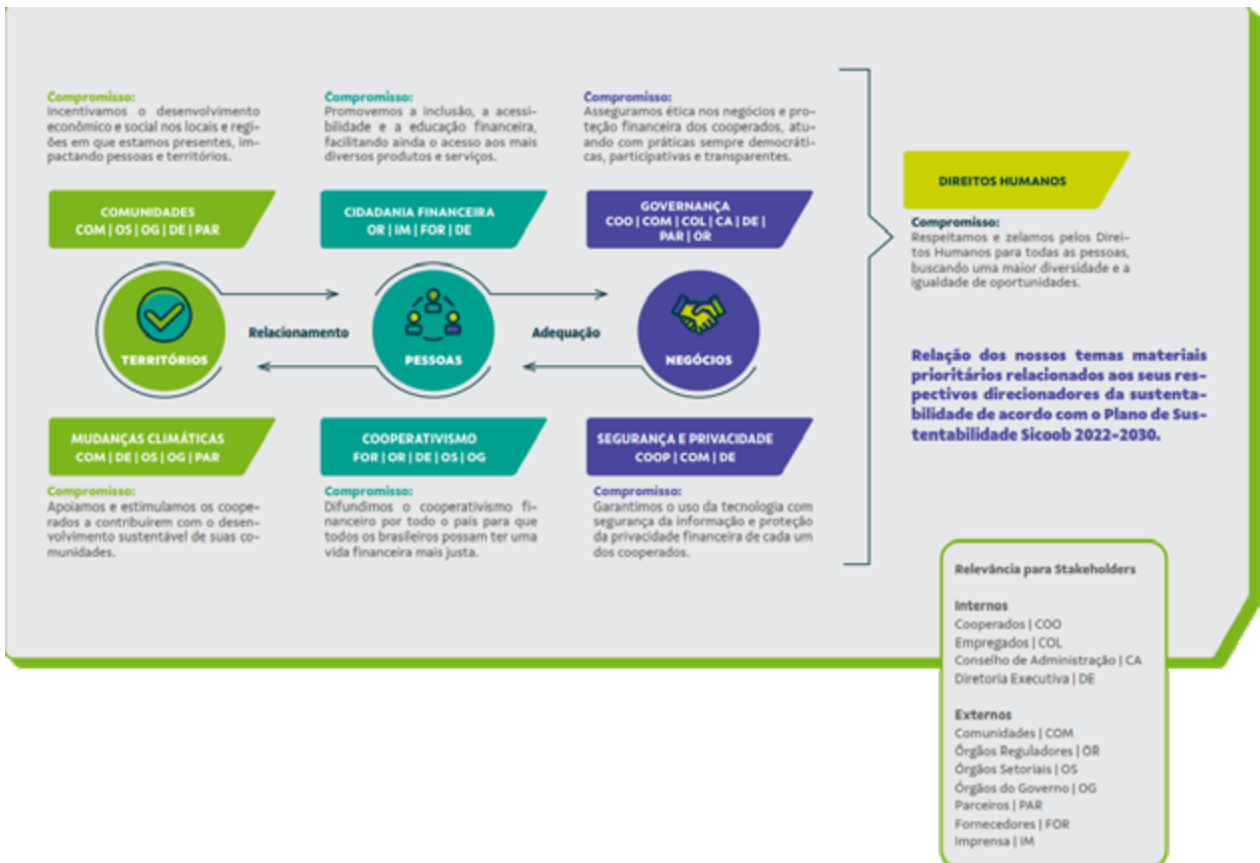 Compromisso:
Incentivamos o desenvolvimento
econômico e social nos locais e regi-
ões em que estamos presentes, im-
pactando pessoas e territórios.
COMUNIDADES
COM | OS | OG | DE | PAR
TERRITÓRIOS
MUDANÇAS CLIMÁTICAS
COM | DE | OS | OG | PAR
Compromisso:
Apoiamos e estimulamos os coope-
rados a contribuírem com o desen-
volvimento sustentável de suas co-
munidades.
Relacionamento
Compromisso:
Promovemos a inclusão, a acessi-
bilidade e a educação financeira,
facilitando ainda o acesso aos mais
diversos produtos e serviços.
CIDADANIA FINANCEIRA
OR | IM | FOR | DE
PESSOAS
COOPERATIVISMO
FOR | OR | DE | OS | OG
Compromisso:
Difundimos o cooperativismo fi-
nanceiro por todo o país para que
todos os brasileiros possam ter uma
vida financeira mais justa.
Adequação
Compromisso:
Asseguramos ética nos negócios e pro-
teção financeira dos cooperados, atu-
ando com práticas sempre democráti-
cas, participativas e transparentes.
GOVERNANÇA
COO | COM | COL | CA | DE |
PAR | OR
NEGÓCIOS
SEGURANÇA E PRIVACIDADE
COOP | COM | DE
Compromisso:
Garantimos o uso da tecnologia com
segurança da informação e proteção
da privacidade financeira de cada um
dos cooperados.
DIREITOS HUMANOS
Compromisso:
Respeitamos e zelamos pelos Direi-
tos Humanos para todas as pessoas,
buscando uma maior diversidade e a
igualdade de oportunidades.
Relação dos nossos temas materiais
prioritários relacionados aos seus res-
pectivos direcionadores da sustenta-
bilidade de acordo com o Plano de Sus-
tentabilidade Sicoob 2022-2030.
Relevância para Stakeholders
Internos
Cooperados | COO
Empregados | COL
Conselho de Administração | CA
Diretoria Executiva | DE
Externos
Comunidades | COM
Órgãos Reguladores | OR
Órgãos Setoriais | OS
Órgãos do Governo | OG
Parceiros | PAR
Fornecedores | FOR
Imprensa | IM